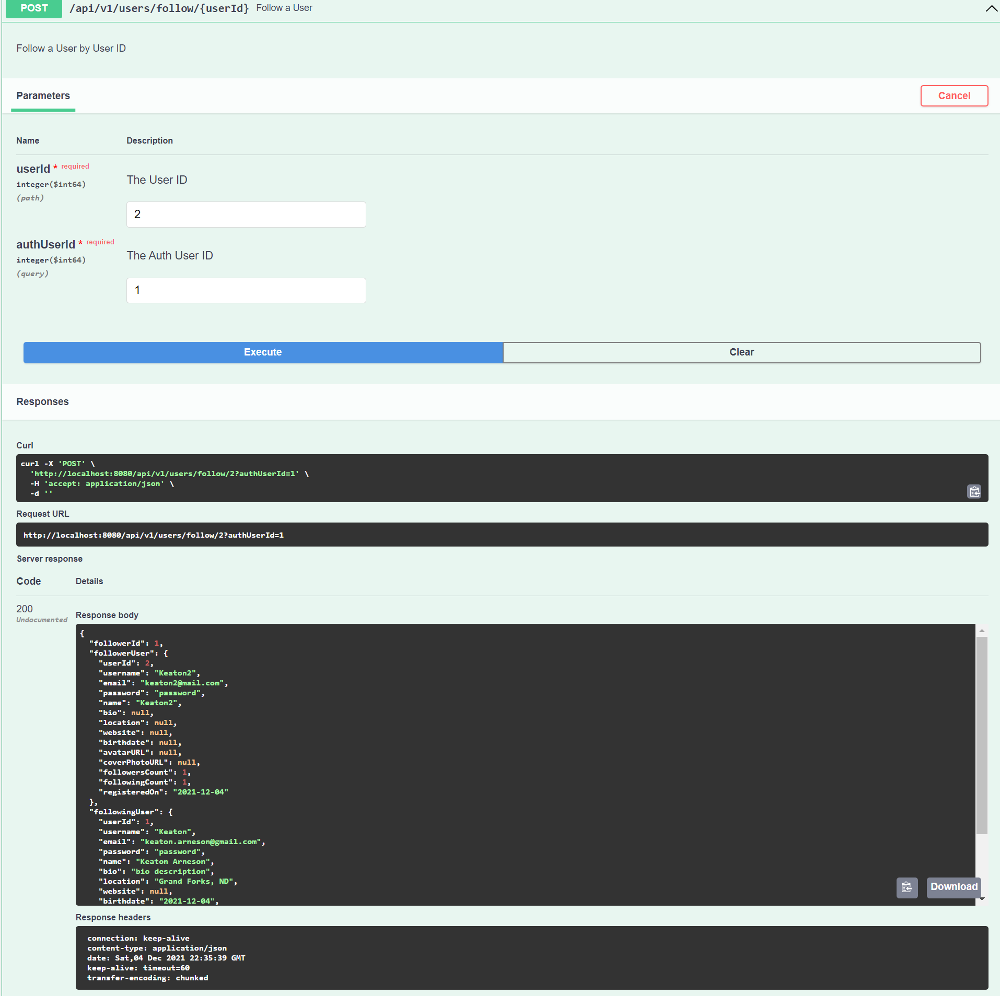 POST /api/v1/users/follow/{userId} Follow a User
Follow a User by User ID
Parameters
Cancel
Name Description
userId * required
integer($int64)
(path)
The User ID
2
authUserId * required
integer($int64)
(query)
The Auth User ID
1
Execute Clear
Responses
Curl
curl -X 'POST' \
'http://localhost:8080/api/v1/users/follow/2?authUserId=1' \
-H 'accept: application/json' \
-d ''
Request URL
http://localhost:8080/api/v1/users/follow/2?authUserId=1
Server response
Code Details
200
Undocumented
Response body
{
"followerId": 1,
"followerUser": {
"userId": 2,
"username": "Keaton2",
"email": "keaton2@mail.com",
"password": "password",
"name": "Keaton2",
"bio": null,
"location": null,
"website": null,
"birthdate": null,
"avatarURL": null,
"coverPhotoURL": null,
"followersCount": 1,
"followingCount": 1,
"registeredOn": "2021-12-04"
},
"followingUser": {
"userId": 1,
"username": "Keaton",
"email": "keaton.arneson@gmail.com",
"password": "password",
"name": "Keaton Arneson",
"bio": "bio description",
"location": "Grand Forks, ND",
"website": null,
"birthdate": "2021-12-04",
Download
Response headers
connection: keep-alive
content-type: application/json
date: Sat,04 Dec 2021 22:35:39 GMT
keep-alive: timeout=60
transfer-encoding: chunked